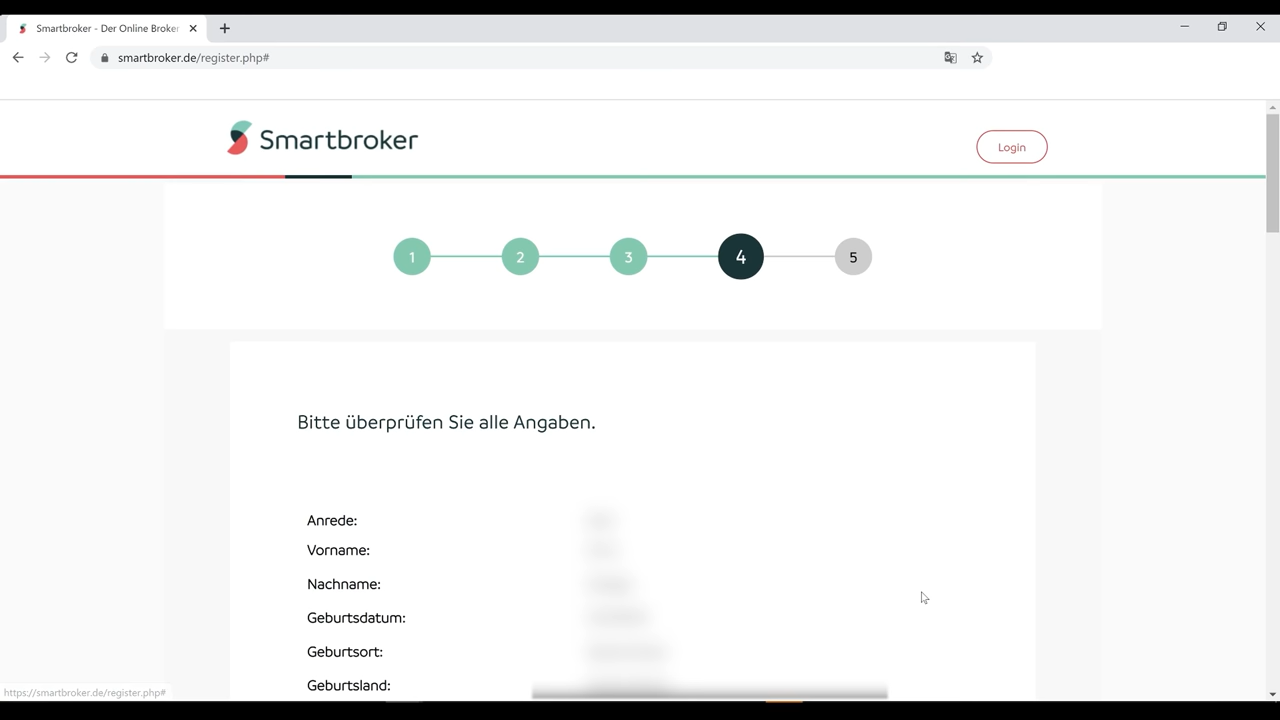 Smartbroker - Der Online Broker
smartbroker.de/register.php#
Smartbroker
Login
1 2 3 4 5
Bitte überprüfen Sie alle Angaben.
Anrede:
Vorname:
Nachname:
Geburtsdatum:
Geburtsort:
Geburtsland:
https://smartbroker.de/register.php#